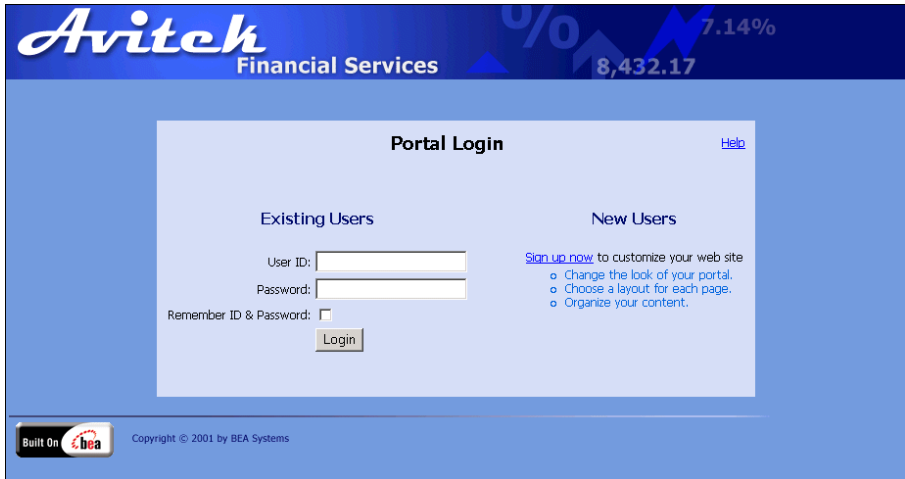 Avitek
Financial Services
%
7.14%
8,432.17
Portal Login
Help
Existing Users
New Users
User ID:
Password:
Remember ID & Password:
Login
Sign up now to customize your web site
Change the look of your portal.
Choose a layout for each page.
Organize your content.
Built On bea
Copyright © 2001 by BEA Systems